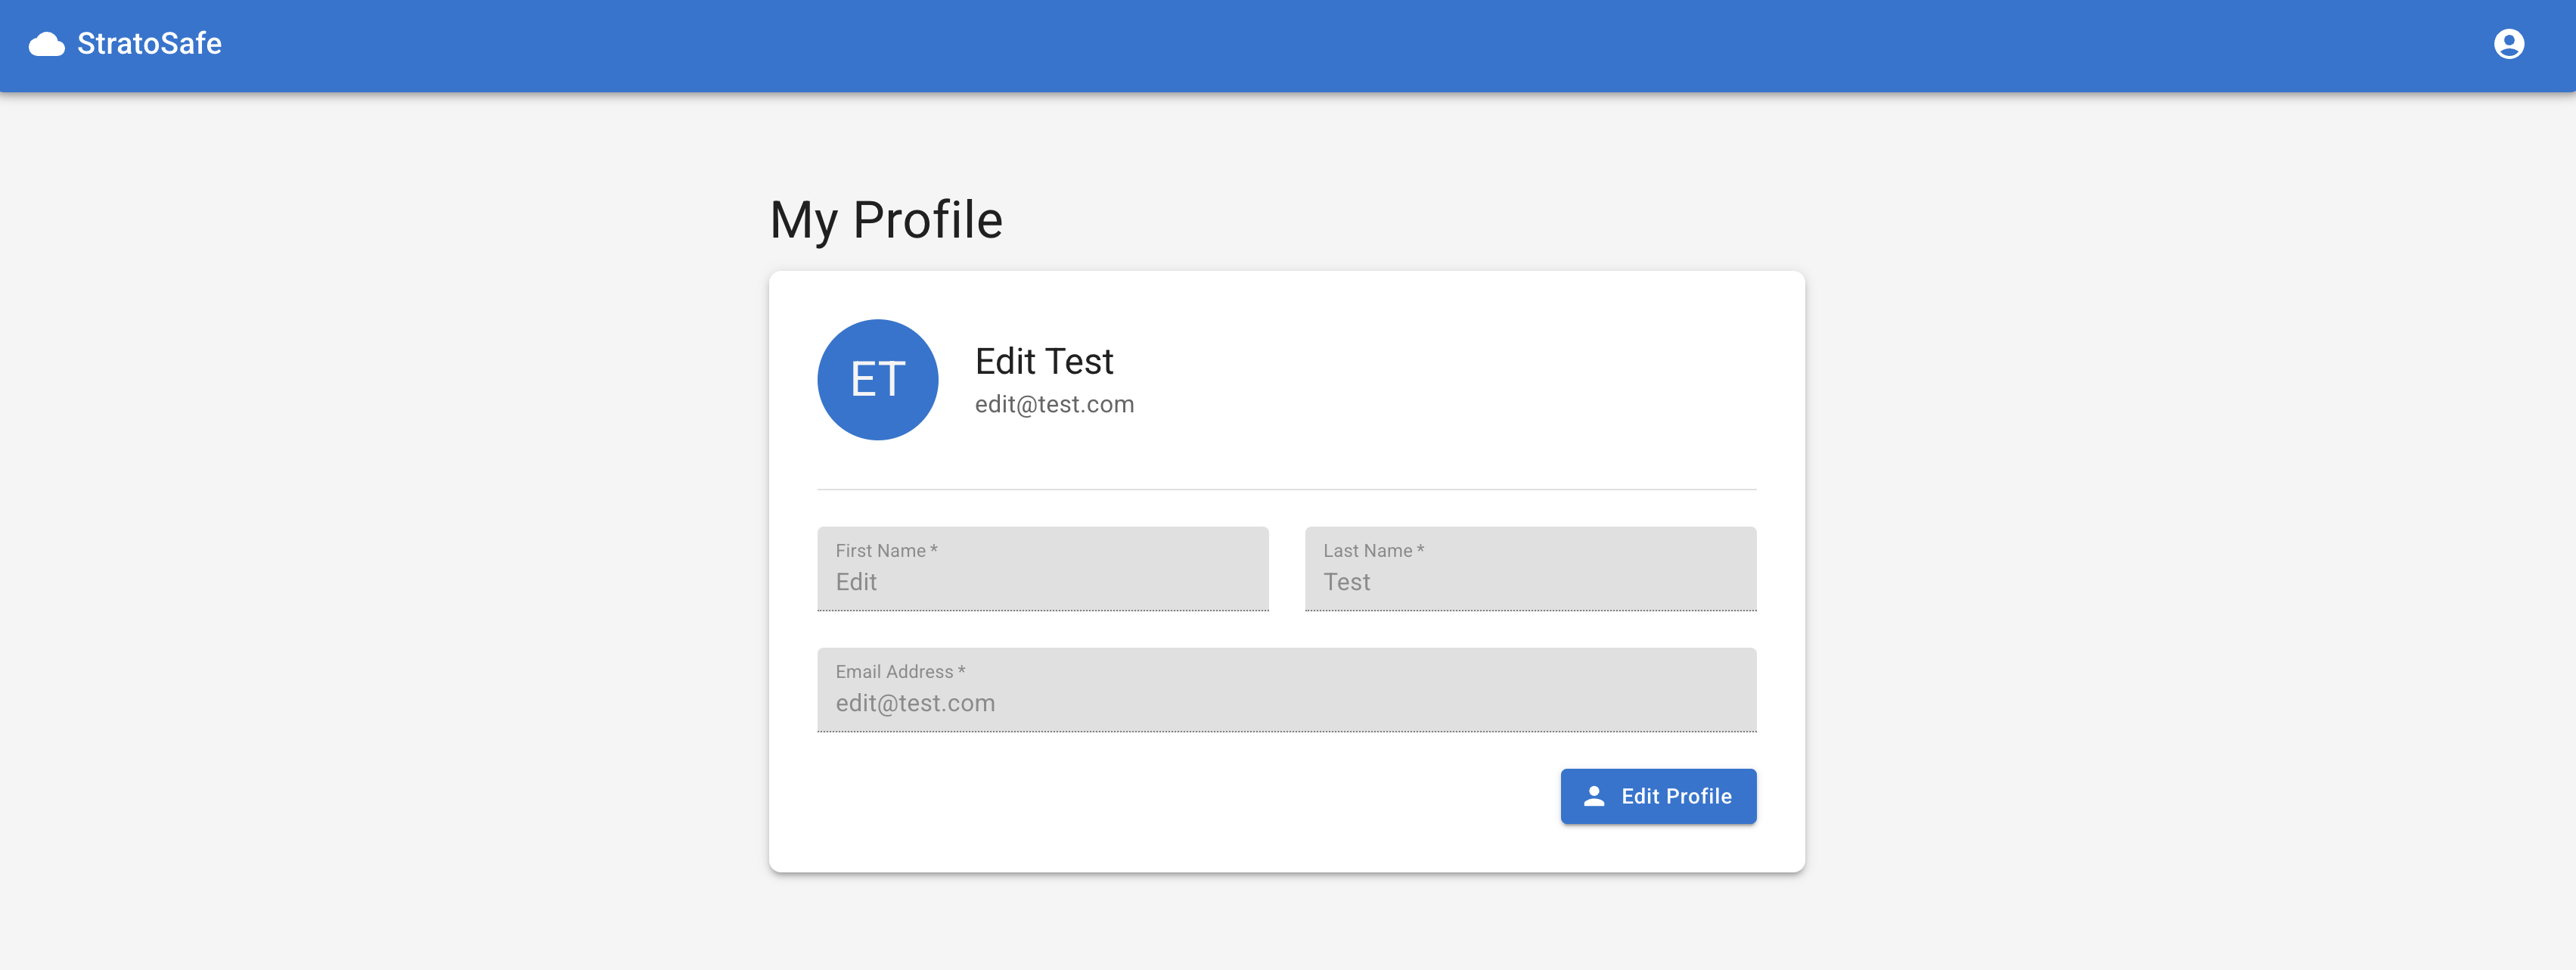 StratoSafe
My Profile
ET
Edit Test
edit@test.com
First Name *
Edit
Last Name *
Test
Email Address *
edit@test.com
Edit Profile